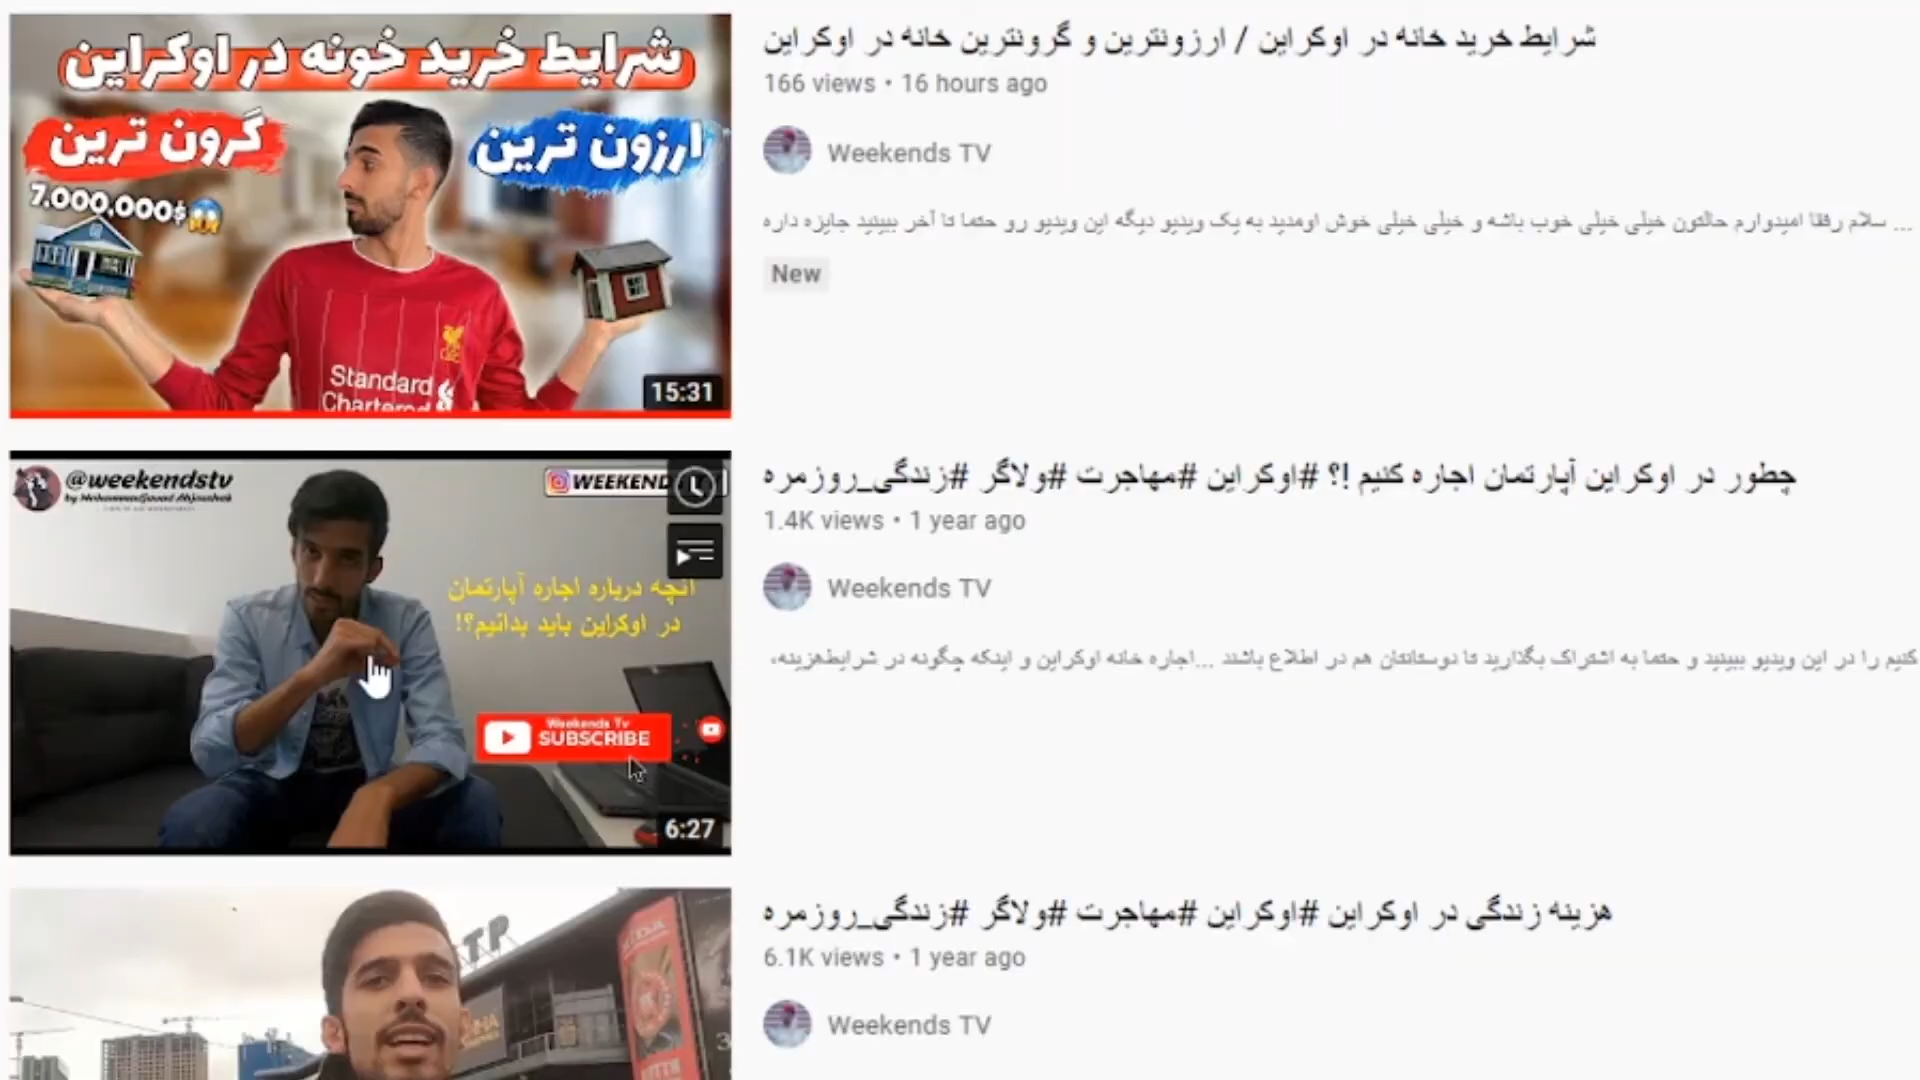 شرایط خرید خونه در اوکراین
ارزون ترین
گرون ترین
7.000,000$
Standard
Chartered
15:31
شرایط خرید خانه در اوکراین / ارزونترین و گرونترین خانه در اوکراین
166 views • 16 hours ago
Weekends TV
سلام رفقا امیدوارم حالتون خیلی خیلی خوب باشه و خیلی خیلی خوش اومدید به یک ویدیو دیگه این ویدیو رو حتما تا آخر ببینید جایزه داره ...
New
@weekendstv
WEEKENDSTV
آنچه درباره اجاره آپارتمان
در اوکراین باید بدانیم؟!
Weekends Tv
SUBSCRIBE
6:27
چطور در اوکراین آپارتمان اجاره کنیم !؟ #اوکراین #مهاجرت #ولاگر #زندگی_روزمره
1.4K views • 1 year ago
Weekends TV
کنیم را در این ویدیو ببینید و حتما به اشتراک بگذارید تا دوستانتان هم در اطلاع باشند ...اجاره خانه اوکراین و اینکه چگونه در شرایطهزینه،
TP
هزینه زندگی در اوکراین #اوکراین #مهاجرت #ولاگر #زندگی_روزمره
6.1K views • 1 year ago
Weekends TV